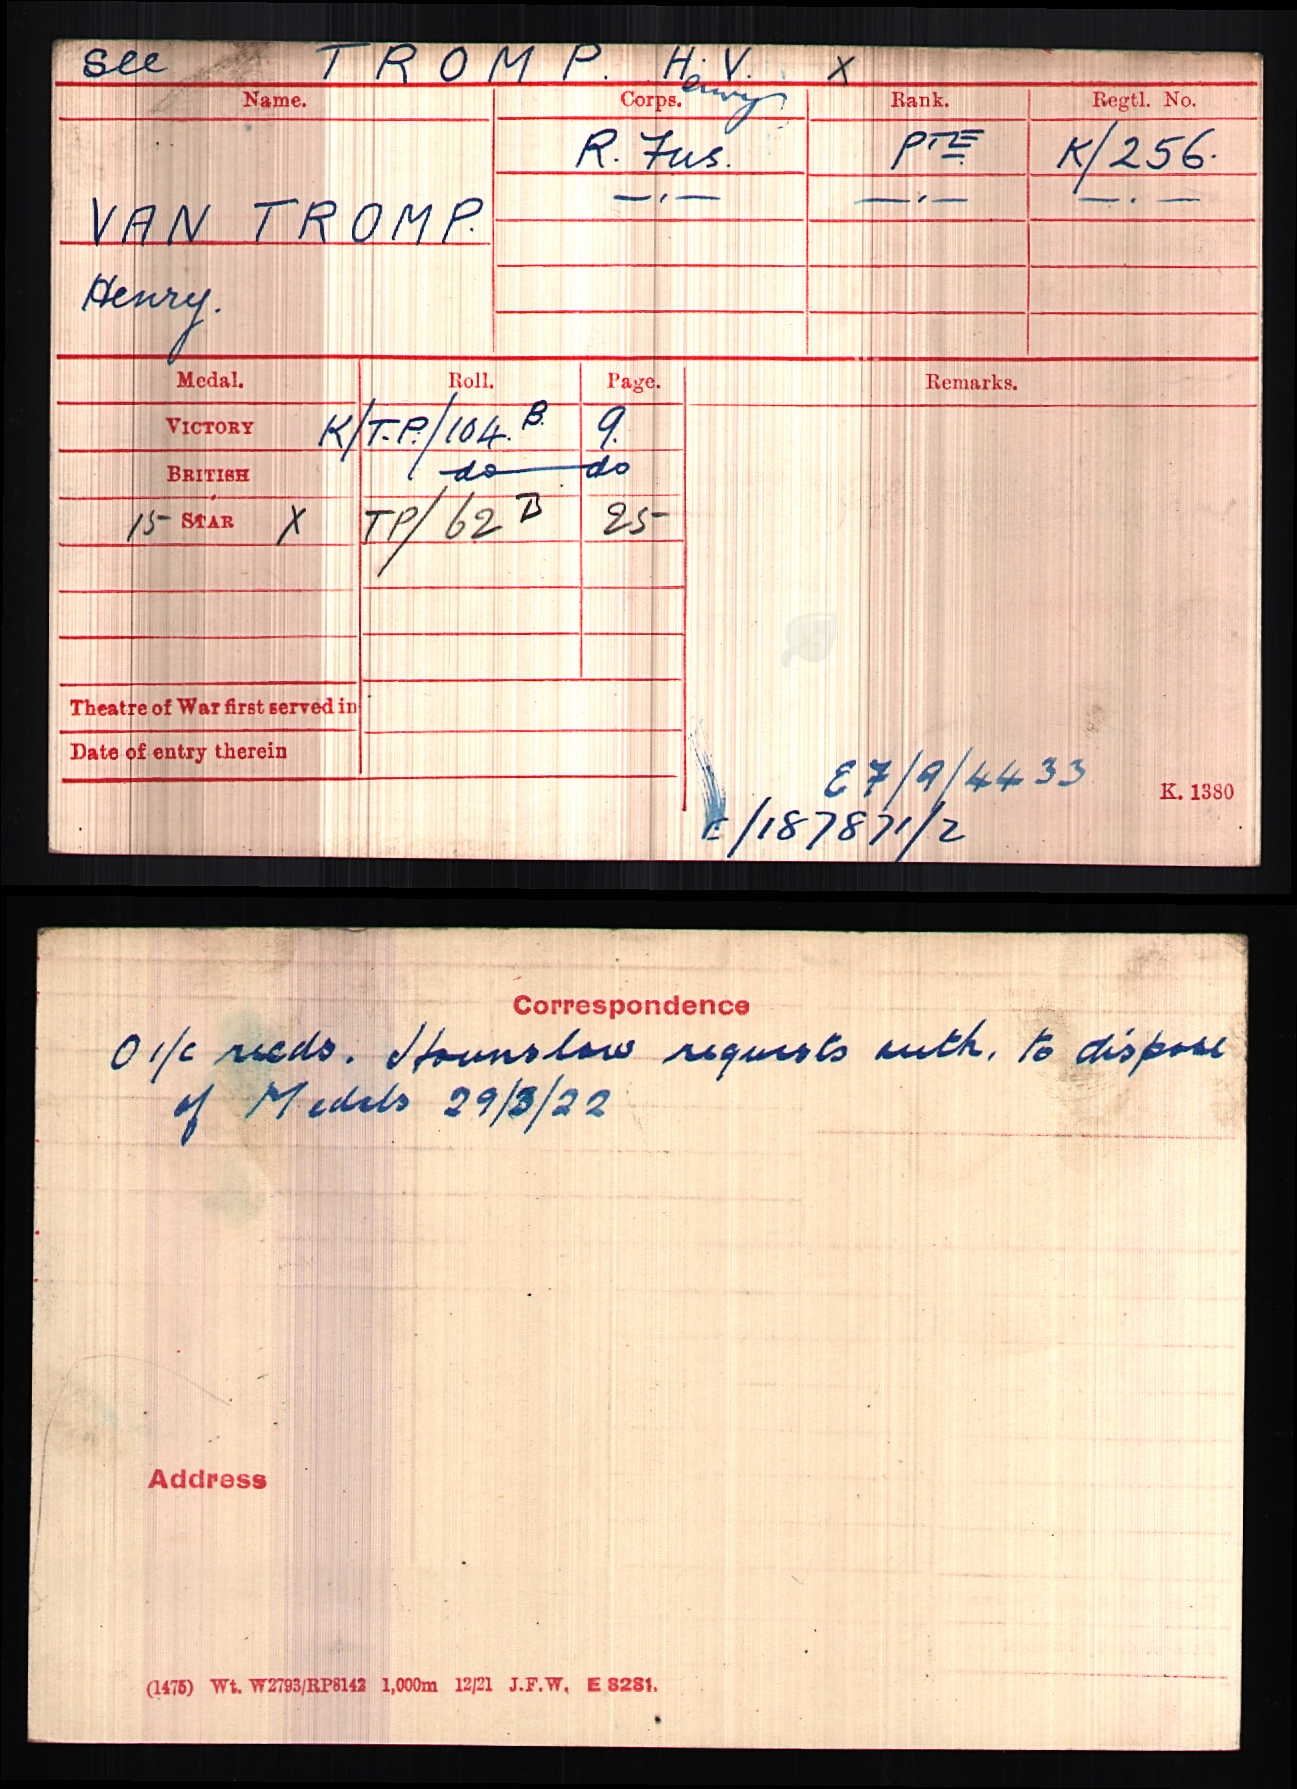 See TROMP. H.V. X
Henry
Name. Corps. Rank. Regtl. No.
R. Fus. PTE K/256.
— . — — . — — . —
VAN TROMP.
Henry.
Medal. Roll. Page. Remarks.
VICTORY K/T.P./104.B. 9.
BRITISH do do
15 STAR X TP/62 B 25
Theatre of War first served in
Date of entry therein
E7/9/4433
K. 1380
E/187871/2
Correspondence
O i/c recds. Hounslow requests auth. to dispose
of Medals 29/3/22
Address
(1475) Wt. W2793/RP8142 1,000m 12/21 J.F.W. E 8281.